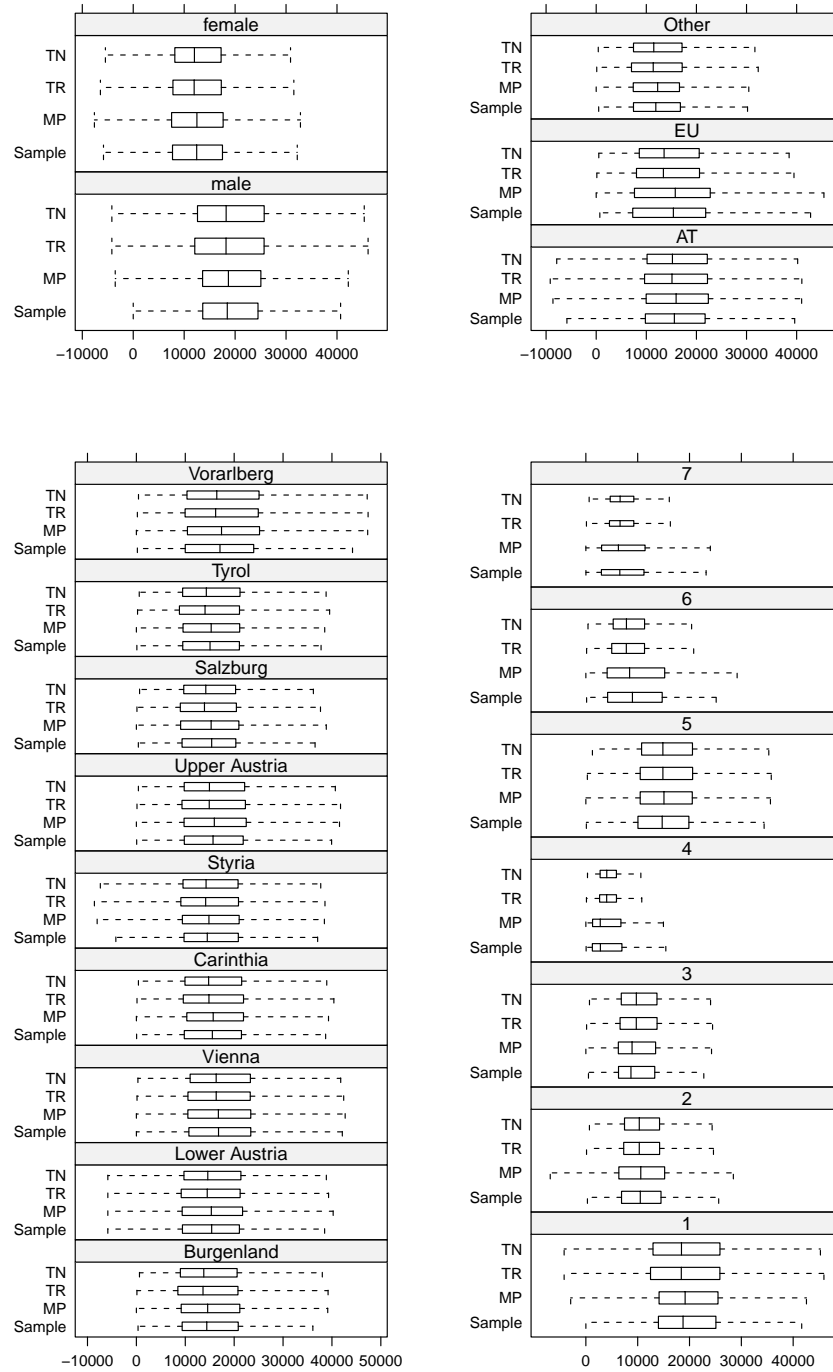 female
TN
TR
MP
Sample
male
TN
TR
MP
Sample
−10000 0 10000 20000 30000 40000
Other
TN
TR
MP
Sample
EU
TN
TR
MP
Sample
AT
TN
TR
MP
Sample
−10000 0 10000 20000 30000 40000
Vorarlberg
TN
TR
MP
Sample
Tyrol
TN
TR
MP
Sample
Salzburg
TN
TR
MP
Sample
Upper Austria
TN
TR
MP
Sample
Styria
TN
TR
MP
Sample
Carinthia
TN
TR
MP
Sample
Vienna
TN
TR
MP
Sample
Lower Austria
TN
TR
MP
Sample
Burgenland
TN
TR
MP
Sample
−10000 0 10000 20000 30000 40000 50000
7
TN
TR
MP
Sample
6
TN
TR
MP
Sample
5
TN
TR
MP
Sample
4
TN
TR
MP
Sample
3
TN
TR
MP
Sample
2
TN
TR
MP
Sample
1
TN
TR
MP
Sample
0 10000 20000 30000 40000